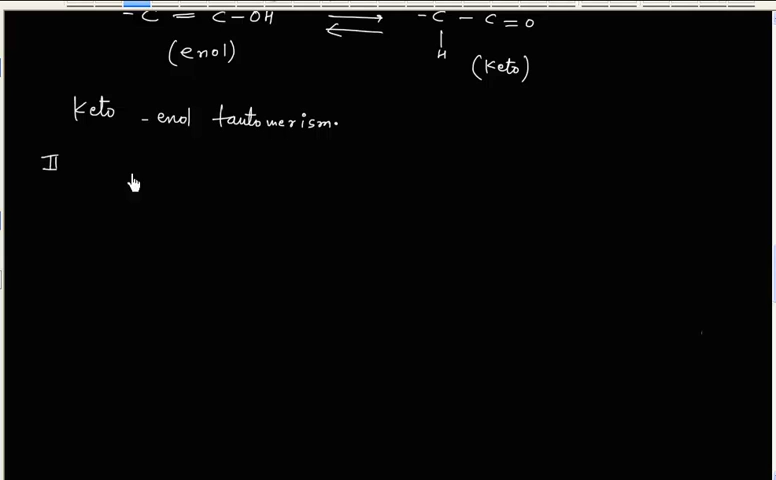 -C = C-OH ⇌ -C - C=O
|
H
(enol) (Keto)
Keto - enol tautomerism.
II